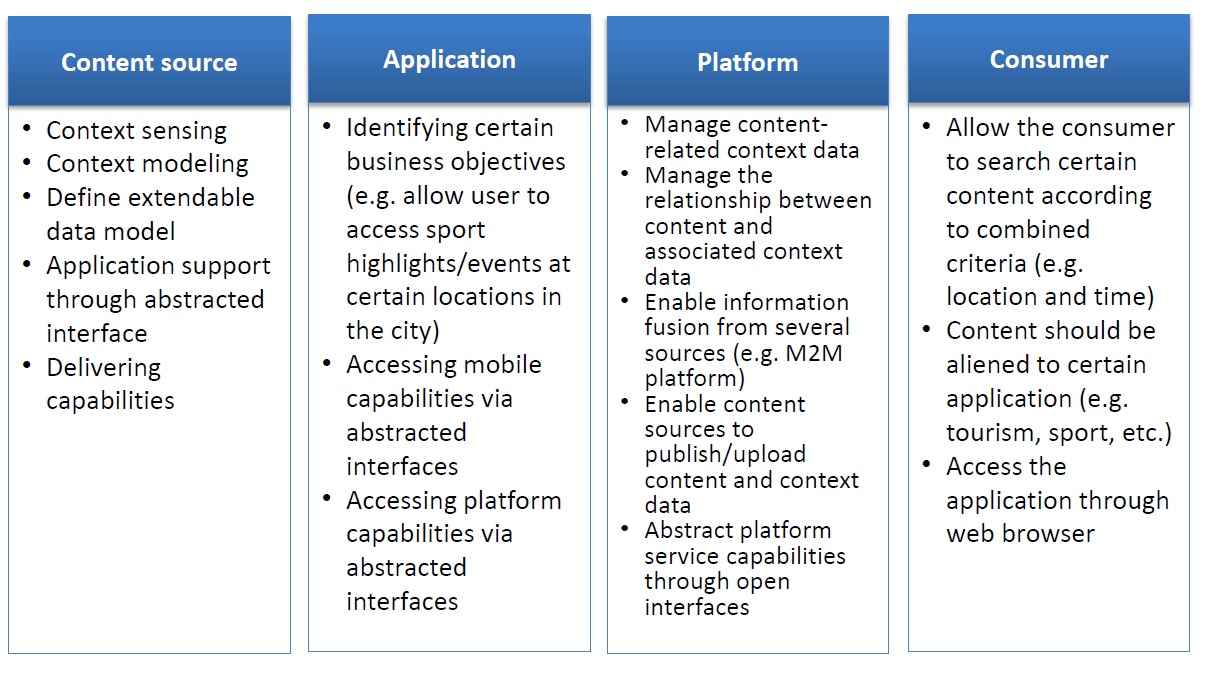 Content source
• Context sensing
• Context modeling
• Define extendable
data model
• Application support
through abstracted
interface
• Delivering
capabilities
Application
• Identifying certain
business objectives
(e.g. allow user to
access sport
highlights/events at
certain locations in
the city)
• Accessing mobile
capabilities via
abstracted
interfaces
• Accessing platform
capabilities via
abstracted
interfaces
Platform
• Manage content-
related context data
• Manage the
relationship between
content and
associated context
data
• Enable information
fusion from several
sources (e.g. M2M
platform)
• Enable content
sources to
publish/upload
content and context
data
• Abstract platform
service capabilities
through open
interfaces
Consumer
• Allow the consumer
to search certain
content according
to combined
criteria (e.g.
location and time)
• Content should be
aliened to certain
application (e.g.
tourism, sport, etc.)
• Access the
application through
web browser